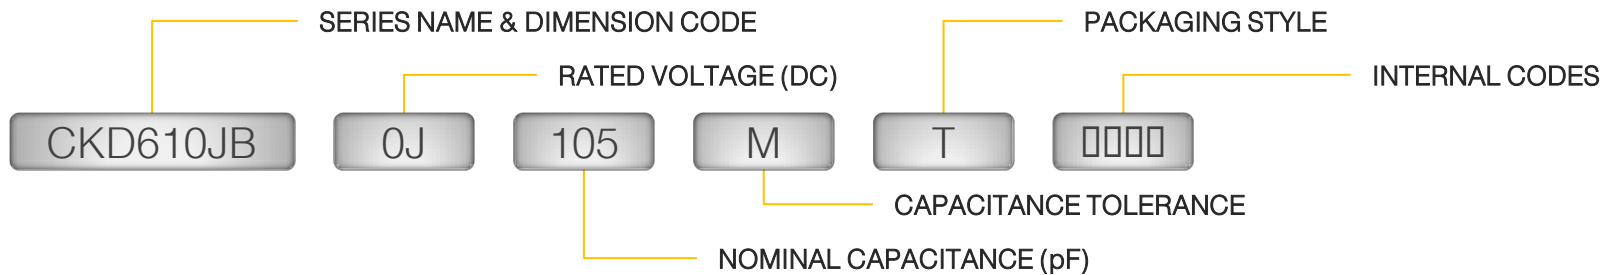 SERIES NAME & DIMENSION CODE
PACKAGING STYLE
RATED VOLTAGE (DC)
INTERNAL CODES
CKD610JB 0J 105 M T □□□□
CAPACITANCE TOLERANCE
NOMINAL CAPACITANCE (pF)